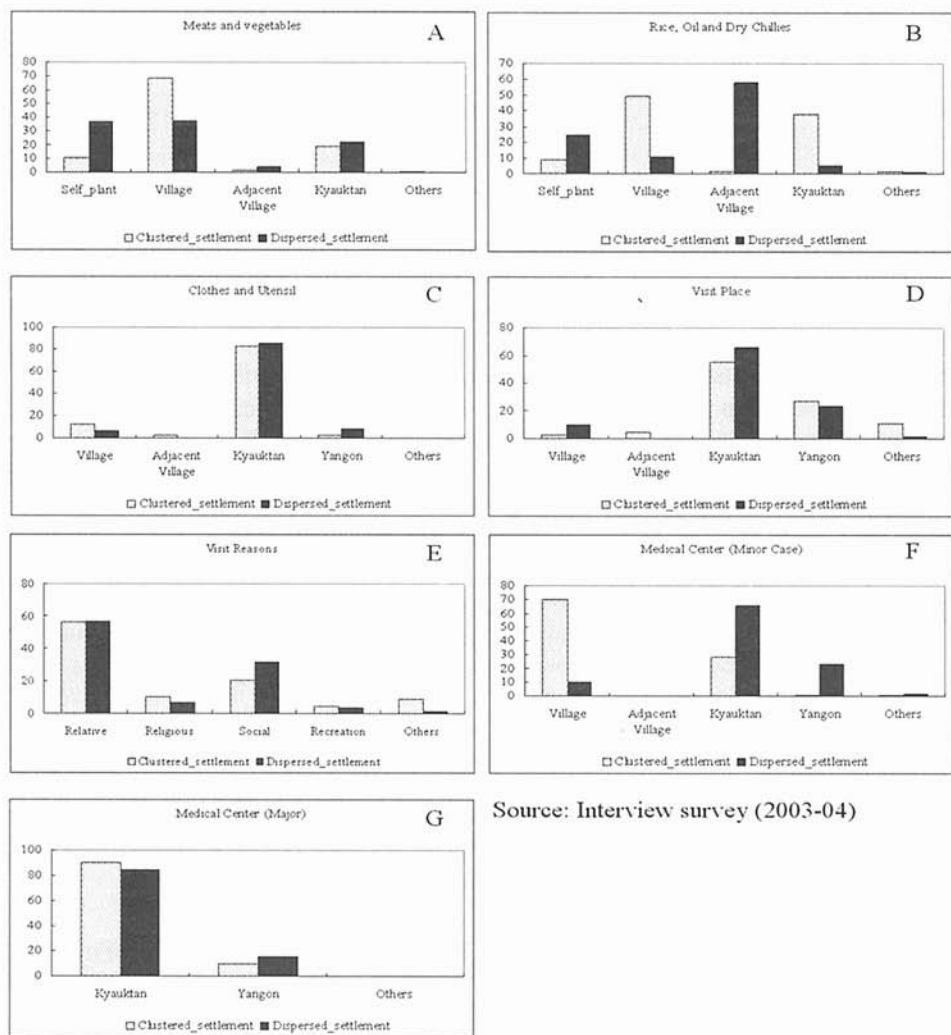 Meats and vegetables A
80
70
60
50
40
30
20
10
0
Self_plant Village Adjacent Village Kyauktan Others
Clustered_settlement Dispersed_settlement
Rice, Oil and Dry Chillies B
70
60
50
40
30
20
10
0
Self_plant Village Adjacent Village Kyauktan Others
Clustered_settlement Dispersed_settlement
Clothes and Utensil C
100
80
60
40
20
0
Village Adjacent Village Kyauktan Yangon Others
Clustered_settlement Dispersed_settlement
Visit Place D
80
60
40
20
0
Village Adjacent Village Kyauktan Yangon Others
Clustered_settlement Dispersed_settlement
Visit Reasons E
80
60
40
20
0
Relative Religious Social Recreation Others
Clustered_settlement Dispersed_settlement
Medical Center (Minor Case) F
80
70
60
50
40
30
20
10
0
Village Adjacent Village Kyauktan Yangon Others
Clustered_settlement Dispersed_settlement
Medical Center (Major) G
100
80
60
40
20
0
Kyauktan Yangon Others
Clustered_settlement Dispersed_settlement
Source: Interview survey (2003-04)